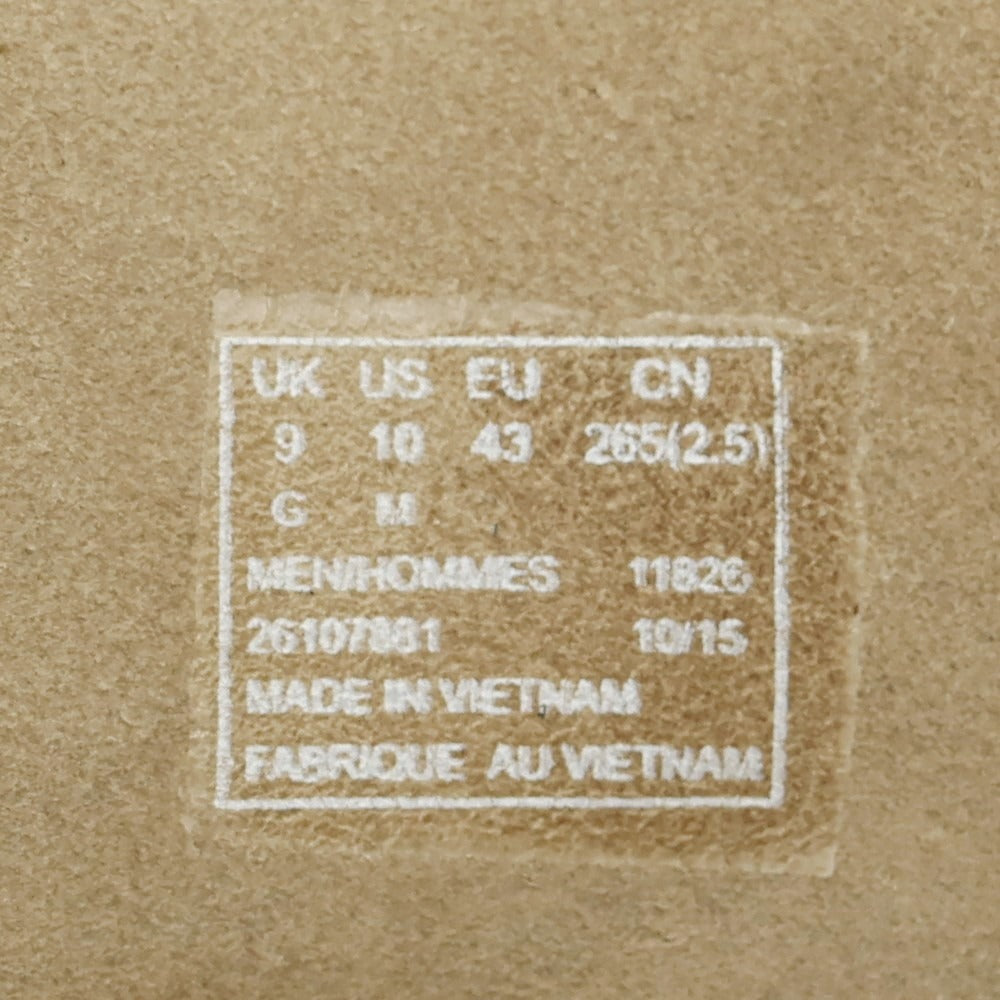 UK US EU CN
9 10 43 265(2.5)
G M
MEN/HOMMES 11826
26107881 10/15
MADE IN VIETNAM
FABRIQUE AU VIETNAM